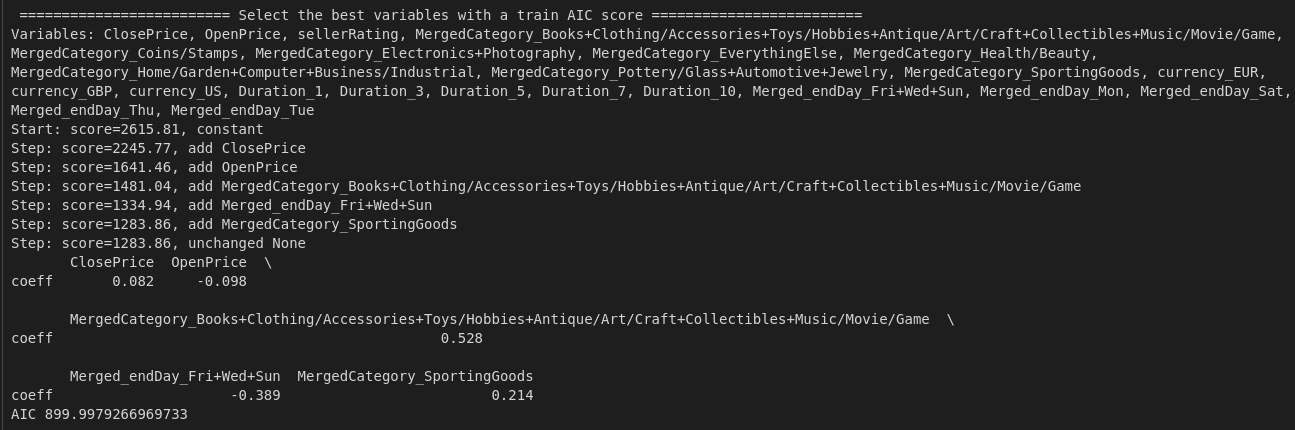 ========================= Select the best variables with a train AIC score =========================
Variables: ClosePrice, OpenPrice, sellerRating, MergedCategory_Books+Clothing/Accessories+Toys/Hobbies+Antique/Art/Craft+Collectibles+Music/Movie/Game,
MergedCategory_Coins/Stamps, MergedCategory_Electronics+Photography, MergedCategory_EverythingElse, MergedCategory_Health/Beauty,
MergedCategory_Home/Garden+Computer+Business/Industrial, MergedCategory_Pottery/Glass+Automotive+Jewelry, MergedCategory_SportingGoods, currency_EUR,
currency_GBP, currency_US, Duration_1, Duration_3, Duration_5, Duration_7, Duration_10, Merged_endDay_Fri+Wed+Sun, Merged_endDay_Mon, Merged_endDay_Sat,
Merged_endDay_Thu, Merged_endDay_Tue
Start: score=2615.81, constant
Step: score=2245.77, add ClosePrice
Step: score=1641.46, add OpenPrice
Step: score=1481.04, add MergedCategory_Books+Clothing/Accessories+Toys/Hobbies+Antique/Art/Craft+Collectibles+Music/Movie/Game
Step: score=1334.94, add Merged_endDay_Fri+Wed+Sun
Step: score=1283.86, add MergedCategory_SportingGoods
Step: score=1283.86, unchanged None
ClosePrice  OpenPrice  \
coeff       0.082     -0.098
MergedCategory_Books+Clothing/Accessories+Toys/Hobbies+Antique/Art/Craft+Collectibles+Music/Movie/Game  \
coeff                                              0.528
Merged_endDay_Fri+Wed+Sun  MergedCategory_SportingGoods
coeff                     -0.389                         0.214
AIC 899.9979266969733